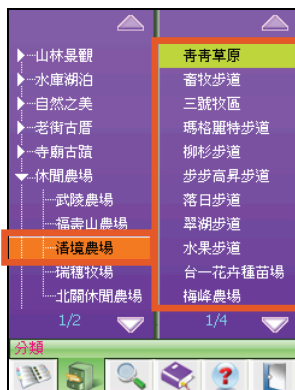 山林景觀
水庫湖泊
自然之美
老街古厝
寺廟古蹟
休閒農場
武陵農場
福壽山農場
清境農場
瑞穗牧場
北關休閒農場
1/2
青青草原
畜牧步道
三號牧區
瑪格麗特步道
柳杉步道
步步高昇步道
落日步道
翠湖步道
水果步道
台一花卉種苗場
梅峰農場
1/4
分類